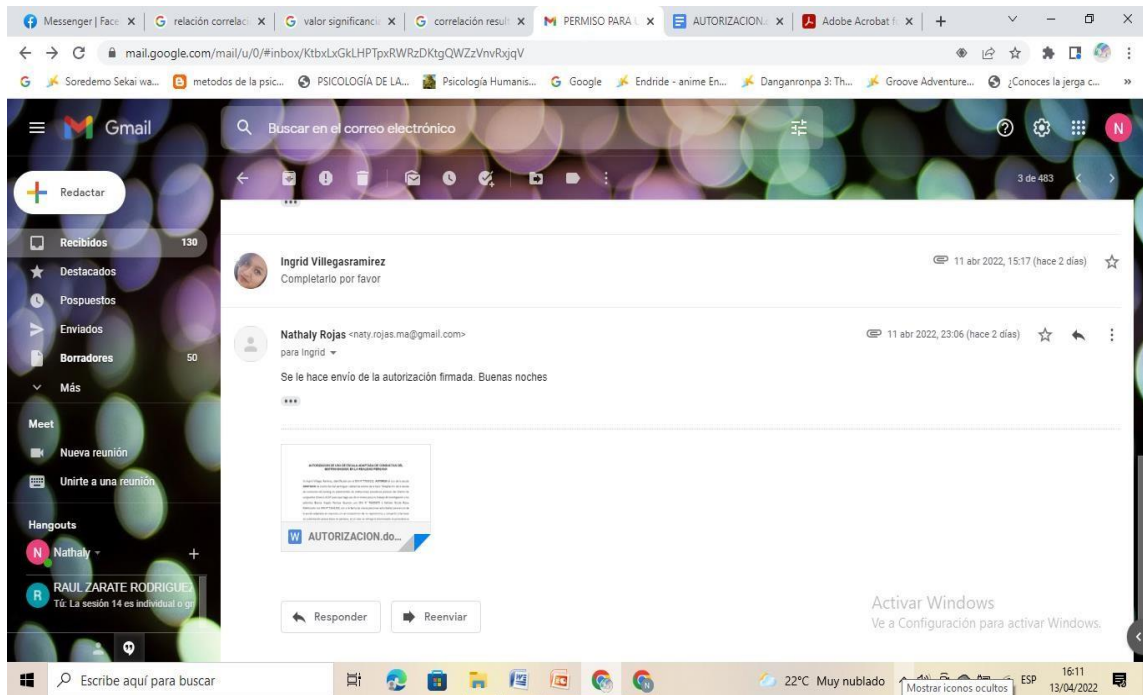 Messenger | Face
relación correlaci
valor significancia
correlación result
PERMISO PARA L
AUTORIZACION.
Adobe Acrobat f
mail.google.com/mail/u/0/#inbox/KtbxLxGkLHPTpxRWRzDKtgQWZzVnvRxjqV
Soredemo Sekai wa...
metodos de la psic...
PSICOLOGÍA DE LA...
Psicología Humanis...
Google
Endride - anime En...
Danganronpa 3: Th...
Groove Adventure...
¿Conoces la jerga c...
Gmail
Buscar en el correo electrónico
N
Redactar
3 de 483
Recibidos 130
Destacados
Pospuestos
Enviados
Borradores 50
Más
Ingrid Villegasramirez
11 abr 2022, 15:17 (hace 2 días)
Completarlo por favor
Nathaly Rojas <naty.rojas.ma@gmail.com>
11 abr 2022, 23:06 (hace 2 días)
para Ingrid
Se le hace envío de la autorización firmada. Buenas noches
Meet
Nueva reunión
Unirte a una reunión
W AUTORIZACION.do...
Hangouts
N Nathaly
R RAUL ZARATE RODRIGUEZ
Tú: La sesión 14 es individual o gr
Responder
Reenviar
Activar Windows
Ve a Configuración para activar Windows.
Escribe aquí para buscar
22°C Muy nublado
Mostrar iconos ocultos
ESP
16:11
13/04/2022